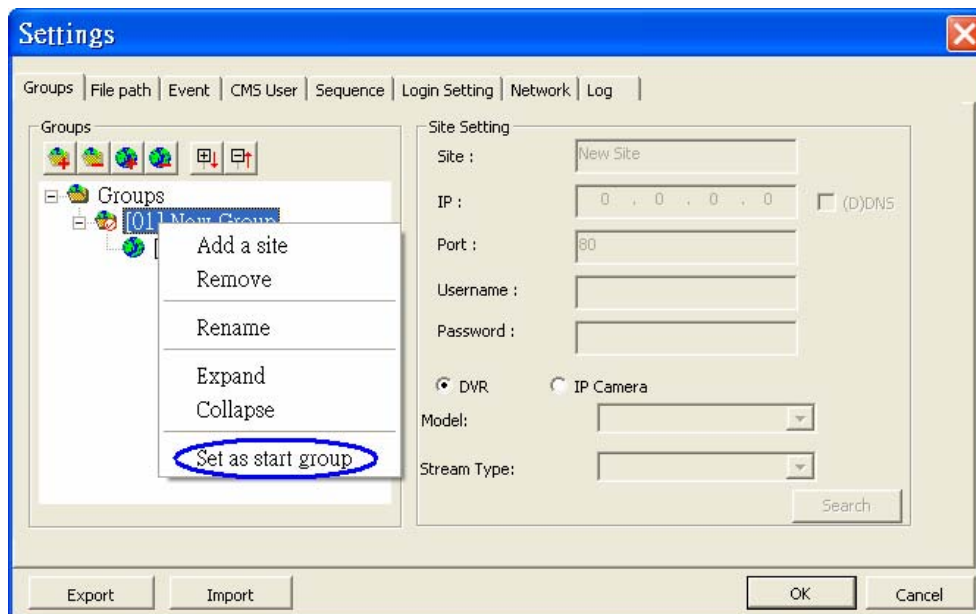 Settings
Groups File path Event CMS User Sequence Login Setting Network Log
Groups
Groups
[01] New Group
[
Add a site
Remove
Rename
Expand
Collapse
Set as start group
Site Setting
Site : New Site
IP : 0 . 0 . 0 . 0 (D)DNS
Port : 80
Username :
Password :
DVR IP Camera
Model:
Stream Type:
Search
Export Import OK Cancel